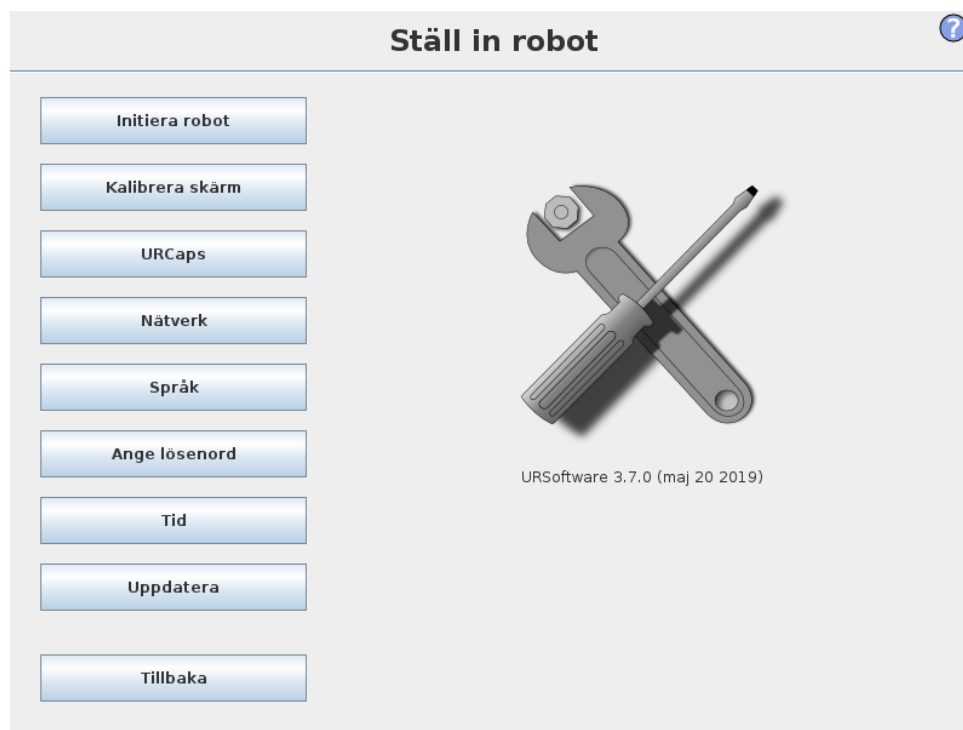 Ställ in robot
?
Initiera robot
Kalibrera skärm
URCaps
Nätverk
Språk
Ange lösenord
Tid
Uppdatera
Tillbaka
URSoftware 3.7.0 (maj 20 2019)